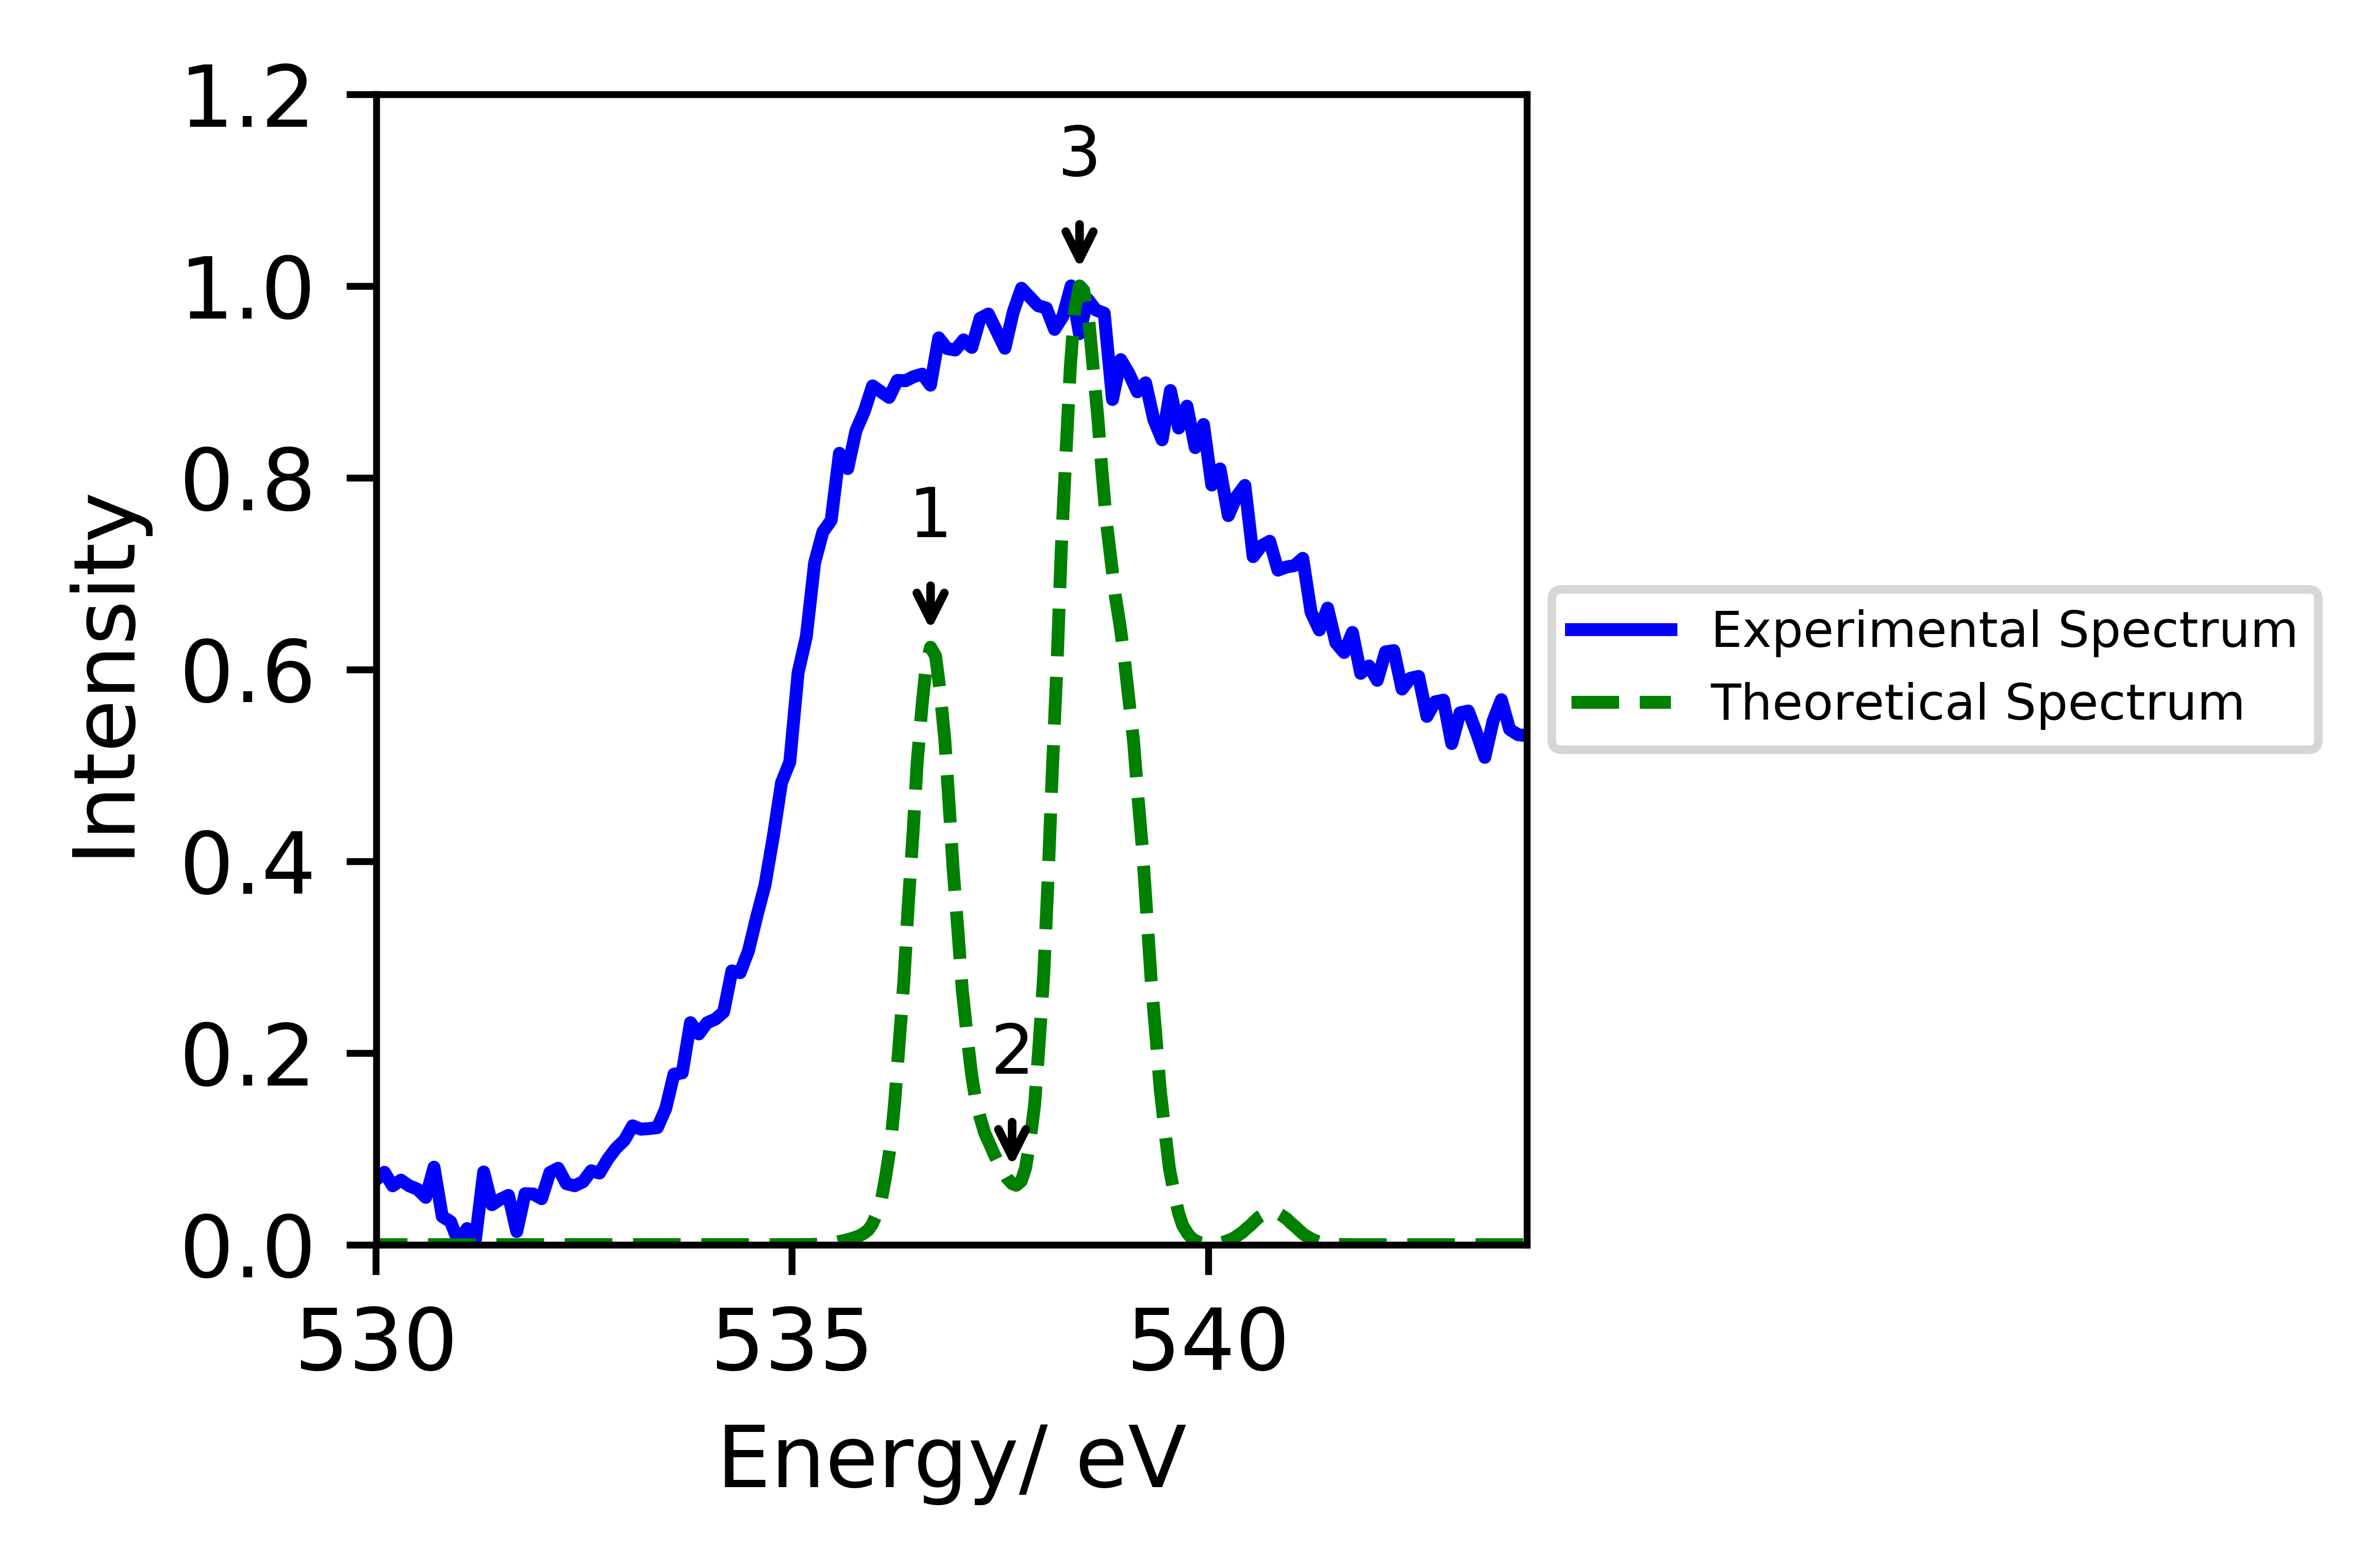 1.2
1.0
0.8
0.6
0.4
0.2
0.0
Intensity
3
1
2
530 535 540
Energy/ eV
Experimental Spectrum
Theoretical Spectrum